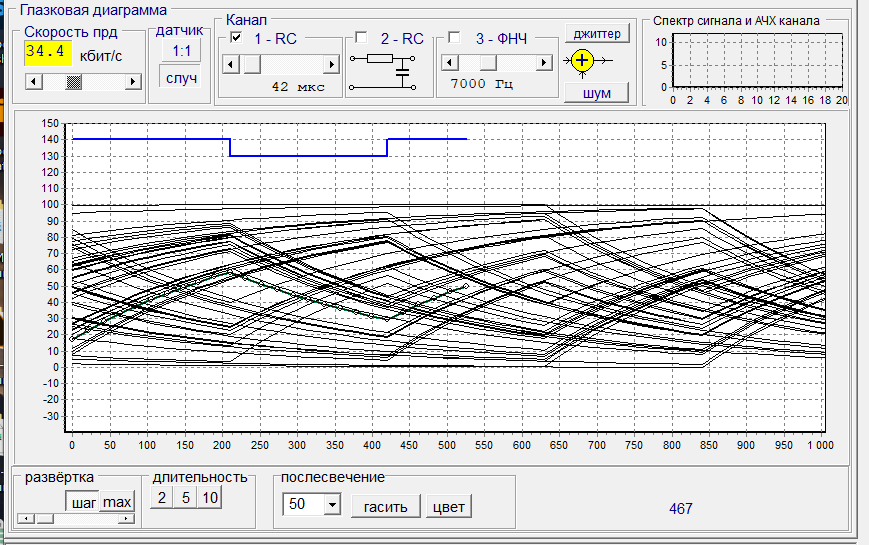 Глазковая диаграмма
Скорость прд
34.4 кбит/с
датчик
1:1
случ
Канал
1 - RC
42 мкс
2 - RC
3 - ФНЧ
7000 Гц
джиттер
шум
Спектр сигнала и АЧХ канала
10
5
0
0 2 4 6 8 10 12 14 16 18 20
150
140
130
120
110
100
90
80
70
60
50
40
30
20
10
0
-10
-20
-30
0 50 100 150 200 250 300 350 400 450 500 550 600 650 700 750 800 850 900 950 1 000
развёртка
шаг max
длительность
2 5 10
послесвечение
50 гасить цвет
467